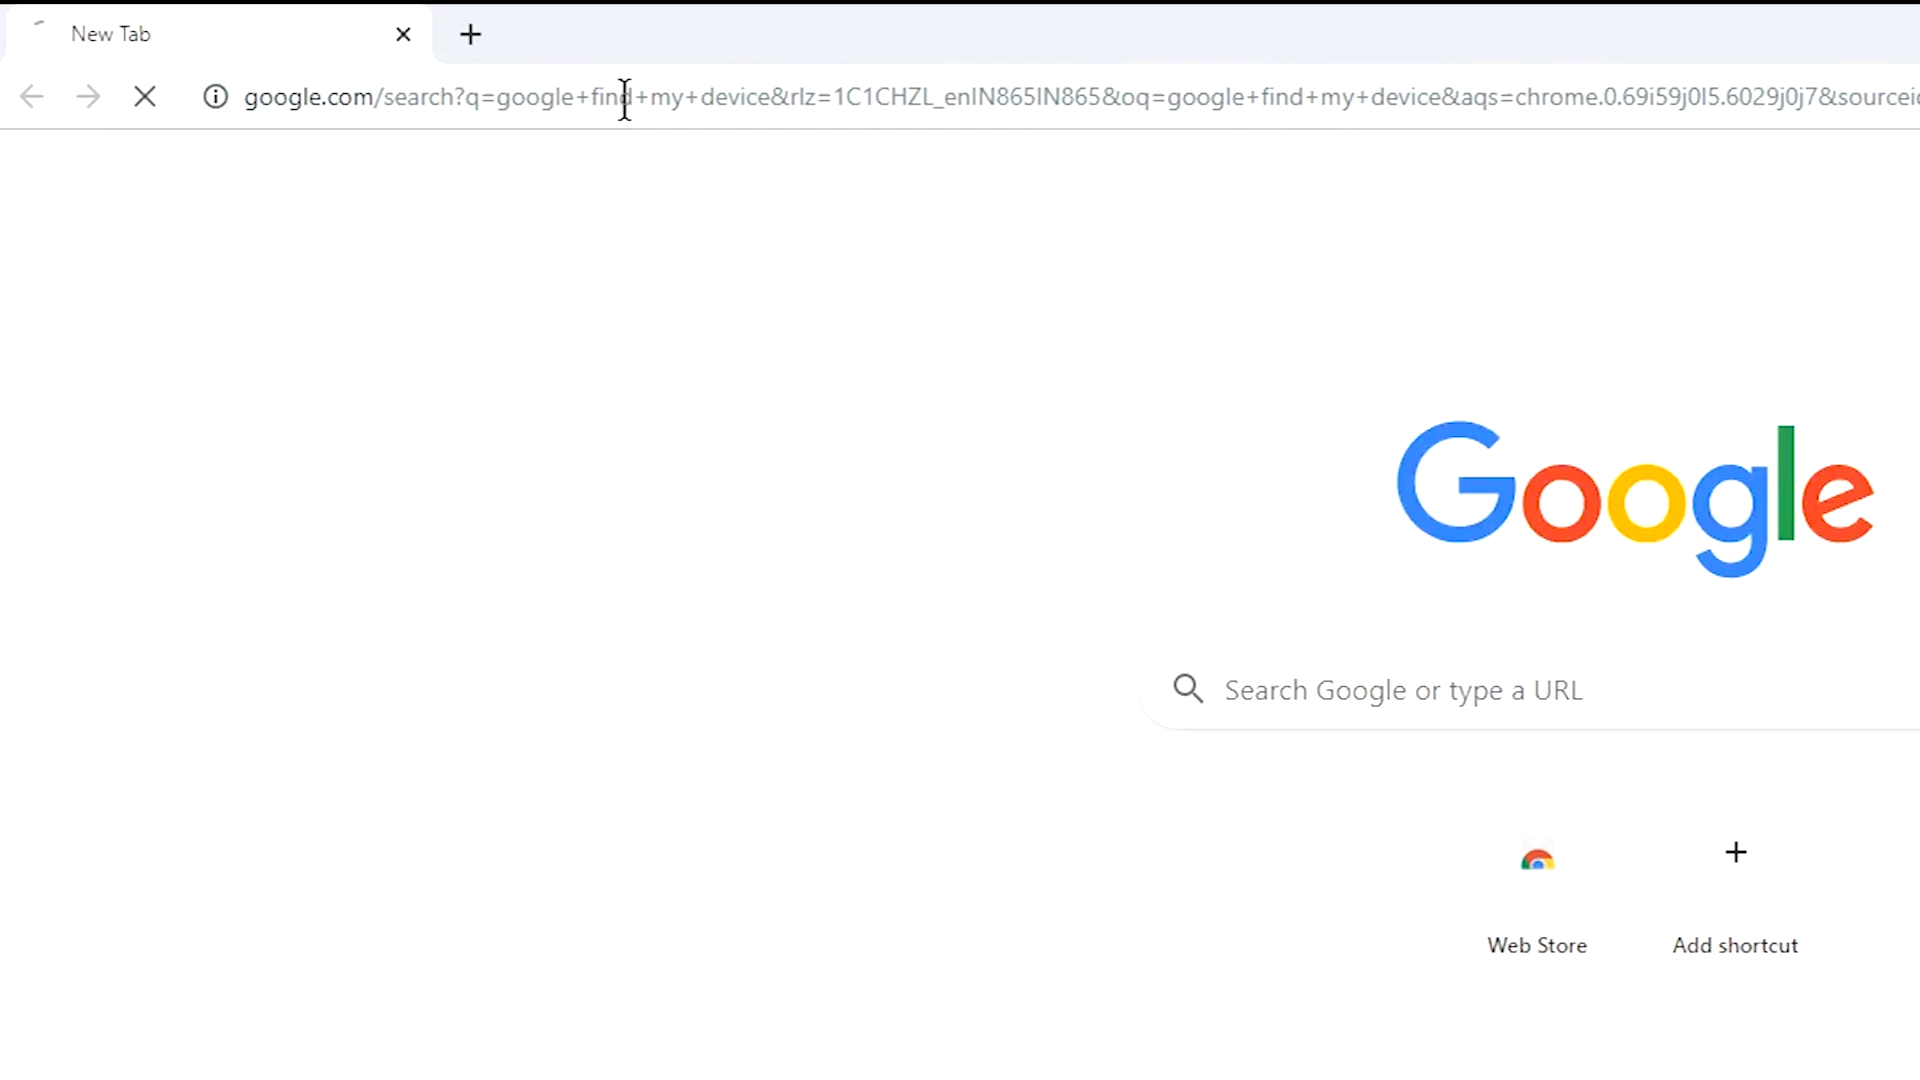 New Tab
google.com/search?q=google+find+my+device&rlz=1C1CHZL_enIN865IN865&oq=google+find+my+device&aqs=chrome.0.69i59j0l5.6029j0j7&sourceid
Google
Search Google or type a URL
Web Store
Add shortcut